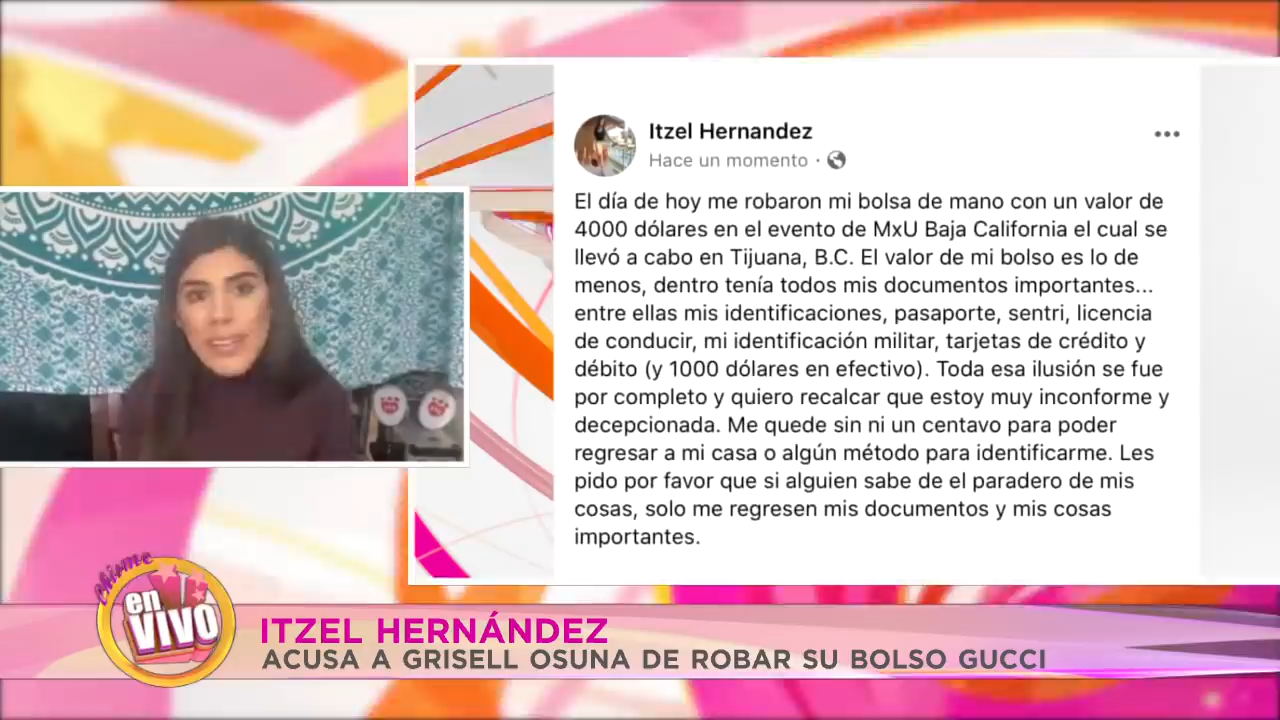 Itzel Hernandez
Hace un momento ·
El día de hoy me robaron mi bolsa de mano con un valor de
4000 dólares en el evento de MxU Baja California el cual se
llevó a cabo en Tijuana, B.C. El valor de mi bolso es lo de
menos, dentro tenía todos mis documentos importantes...
entre ellas mis identificaciones, pasaporte, sentri, licencia
de conducir, mi identificación militar, tarjetas de crédito y
débito (y 1000 dólares en efectivo). Toda esa ilusión se fue
por completo y quiero recalcar que estoy muy inconforme y
decepcionada. Me quede sin ni un centavo para poder
regresar a mi casa o algún método para identificarme. Les
pido por favor que si alguien sabe de el paradero de mis
cosas, solo me regresen mis documentos y mis cosas
importantes.
chisme
en
VIVO
ITZEL HERNÁNDEZ
ACUSA A GRISELL OSUNA DE ROBAR SU BOLSO GUCCI